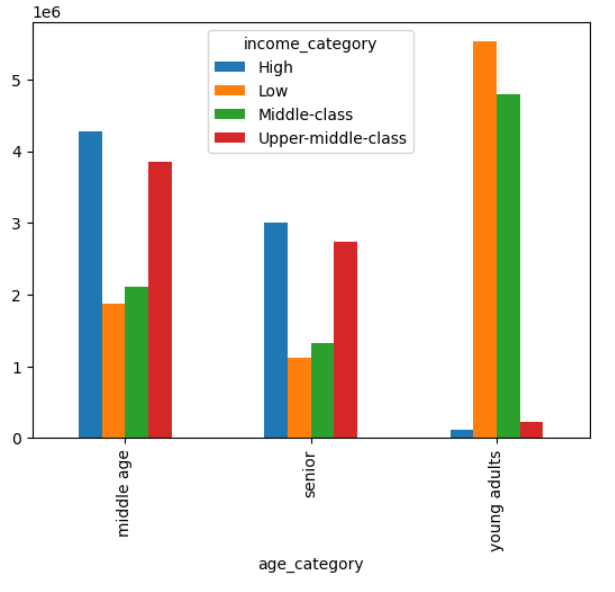 1e6
income_category
High
Low
Middle-class
Upper-middle-class
5
4
3
2
1
0
middle age
senior
young adults
age_category